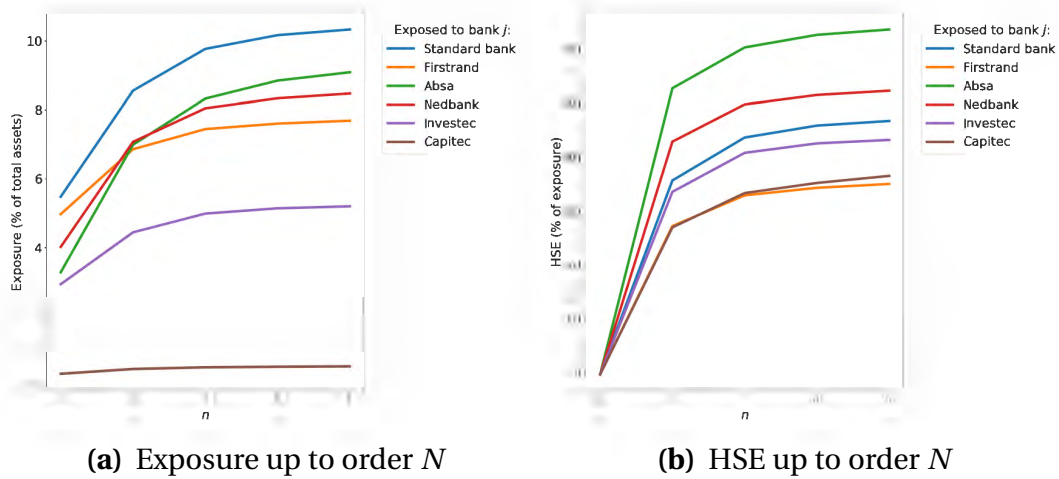 Exposure (% of total assets)
10
8
6
4
n
Exposed to bank j:
Standard bank
Firstrand
Absa
Nedbank
Investec
Capitec
(a) Exposure up to order N
HSE (% of exposure)
n
Exposed to bank j:
Standard bank
Firstrand
Absa
Nedbank
Investec
Capitec
(b) HSE up to order N